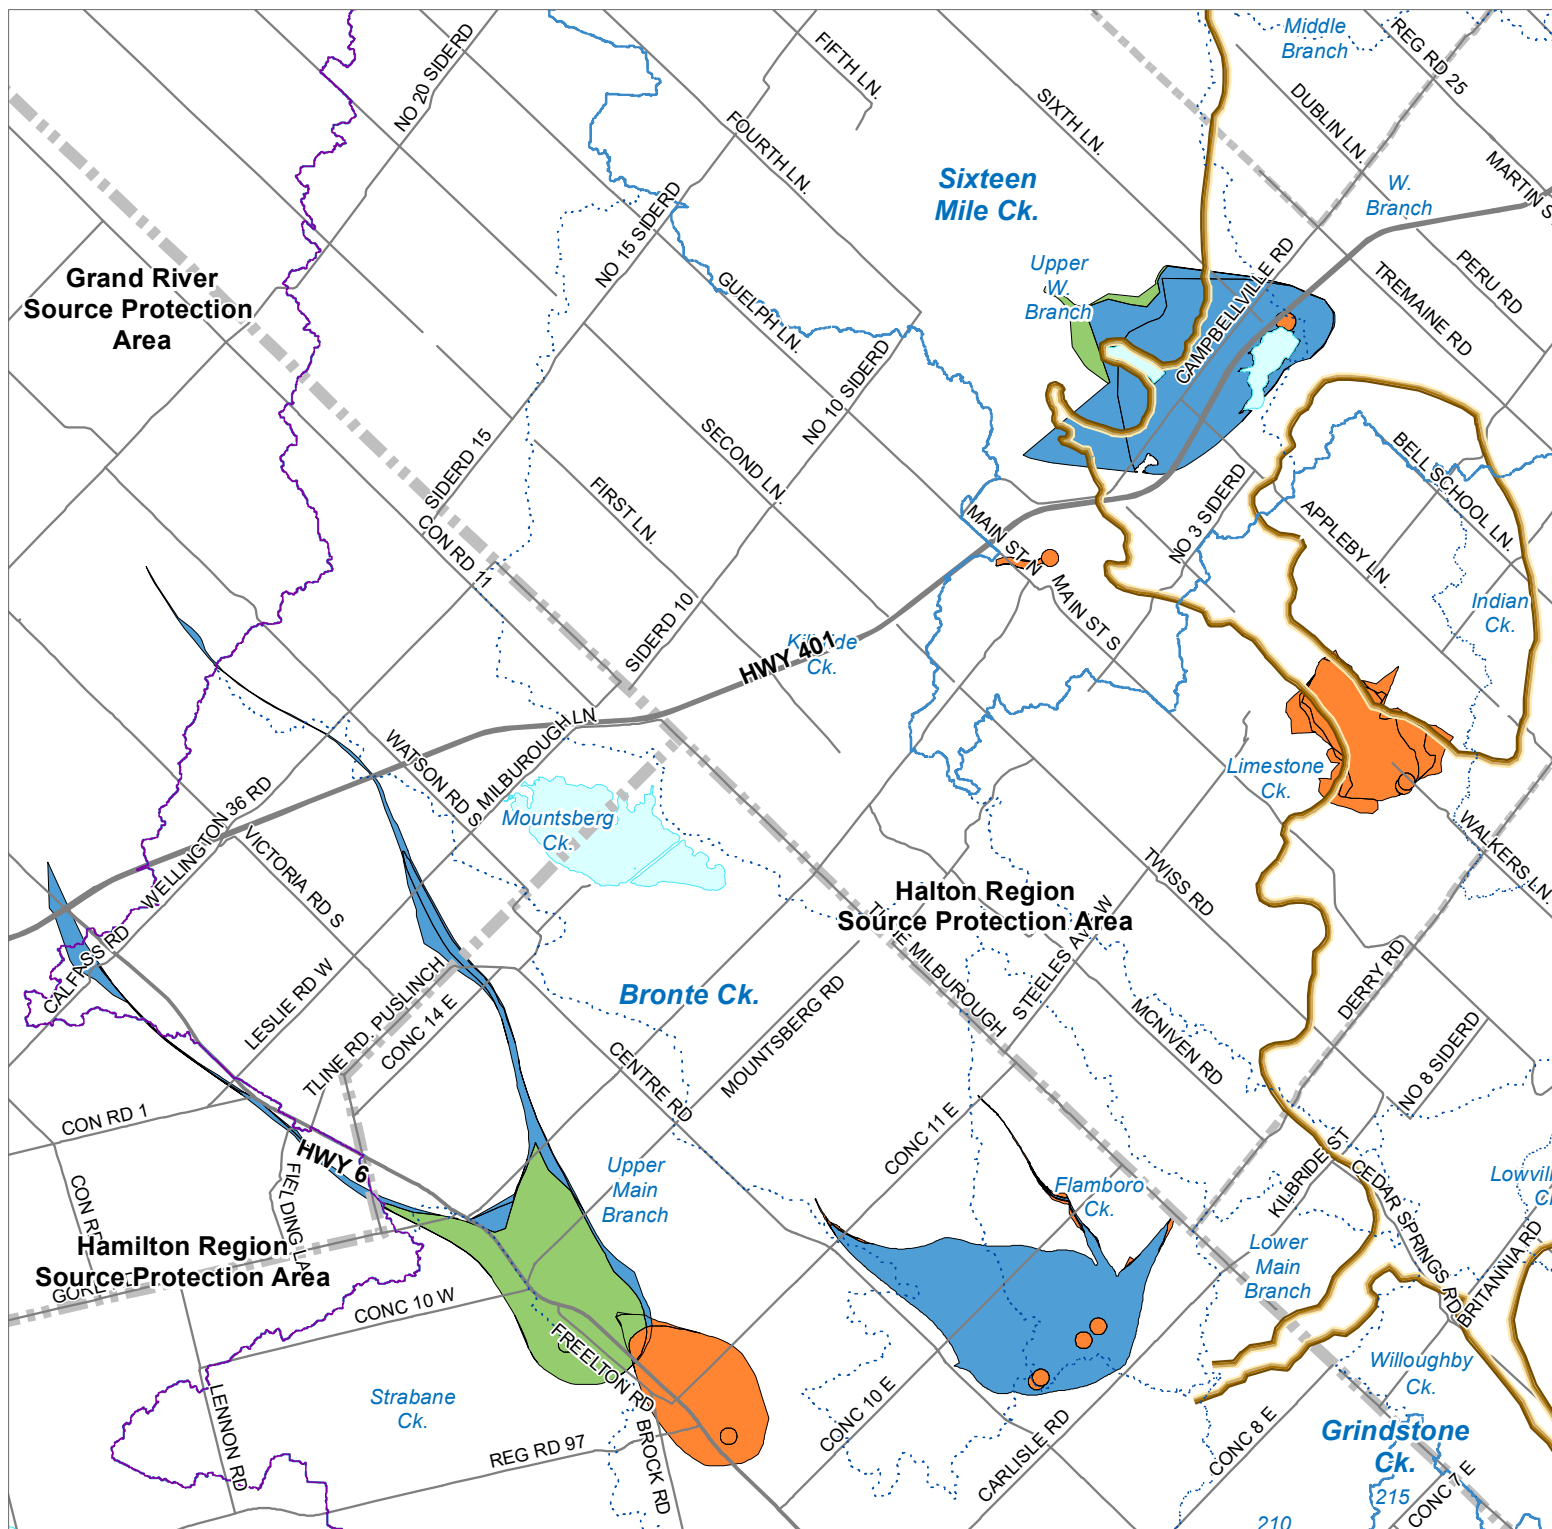 Middle
Branch
REG RD 25
NO 20 SIDERD
FIFTH LN.
SIXTH LN.
DUBLIN LN.
FOURTH LN.
MARTIN S
Sixteen
Mile Ck.
W.
Branch
NO 15 SIDERD
CAMPBELLVILLE RD
PERU RD
TREMAINE RD
Grand River
Source Protection
Area
Upper
W.
Branch
GUELPH LN.
NO 10 SIDERD
SECOND LN.
SIDERD 15
FIRST LN.
CON RD 11
BELL SCHOOL LN.
NO 3 SIDERD
APPLEBY LN.
MAIN ST N
MAIN ST S
Indian
Ck.
SIDERD 10
HWY 401
Ck.
MILBOROUGH LN
WATSON RD S
Limestone
Ck.
WELLINGTON 36 RD
Mountsberg
Ck.
VICTORIA RD S
WALKERS LN.
TWISS RD
Halton Region
Source Protection Area
MILBUROUGH
STEELES AV W
CALFASS RD
LESLIE RD W
TLINE RD. PUSLINCH
CONC 14 E
Bronte Ck.
MOUNTSBERG RD
DERRY RD
MCNIVEN RD
NO 8 SIDERD
CENTRE RD
CON RD 1
HWY 6
CONC 11 E
KILBRIDE ST
CEDAR SPRINGS RD
Upper
Main
Branch
Flamboro
Ck.
BRITANNIA RD
FIELDING LA
Hamilton Region
Source Protection Area
Lower
Main
Branch
CONC 10 W
FREELTON RD
Willoughby
Ck.
Strabane
Ck.
LENNON RD
REG RD 97
BROCK RD
CONC 10 E
CARLISLE RD
CONC 8 E
Grindstone
Ck.
215
CONC 7 E
210